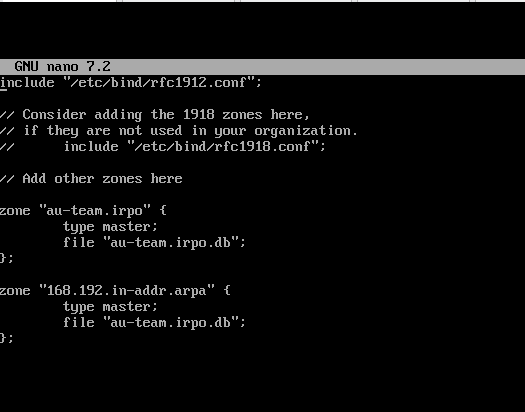 GNU nano 7.2
include "/etc/bind/rfc1912.conf";
// Consider adding the 1918 zones here,
// if they are not used in your organization.
//      include "/etc/bind/rfc1918.conf";
// Add other zones here
zone "au-team.irpo" {
        type master;
        file "au-team.irpo.db";
};
zone "168.192.in-addr.arpa" {
        type master;
        file "au-team.irpo.db";
};